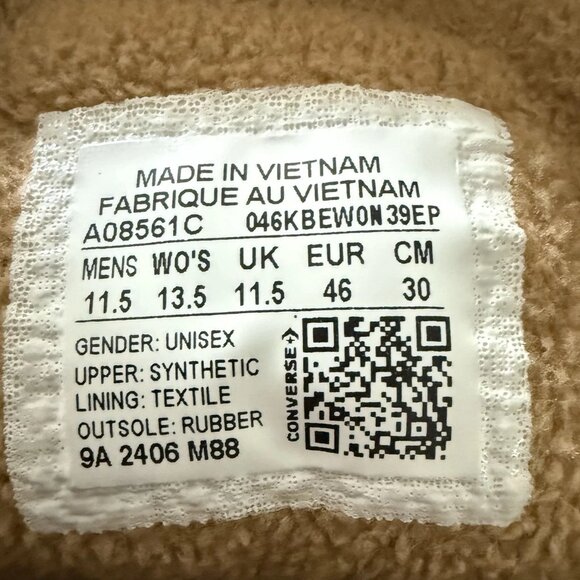 MADE IN VIETNAM
FABRIQUE AU VIETNAM
A08561C 046KBEW0N39EP
MENS WO'S UK EUR CM
11.5 13.5 11.5 46 30
GENDER: UNISEX
UPPER: SYNTHETIC
LINING: TEXTILE
OUTSOLE: RUBBER
9A 2406 M88
CONVERSE